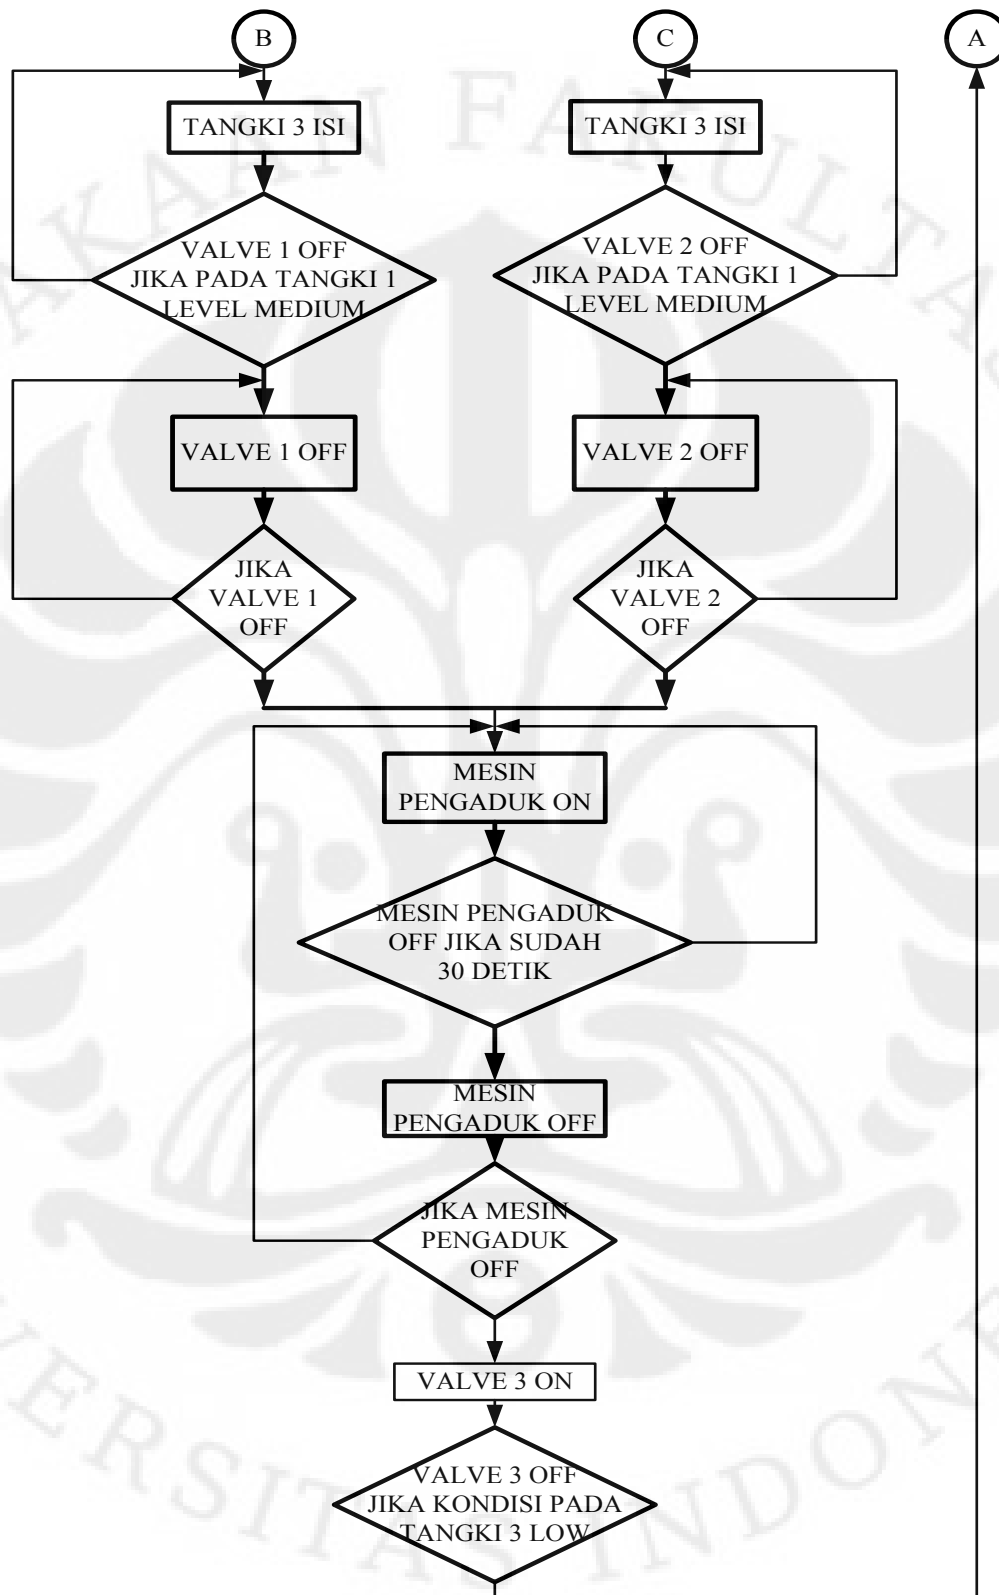 B
C
A
TANGKI 3 ISI
TANGKI 3 ISI
VALVE 1 OFF
JIKA PADA TANGKI 1
LEVEL MEDIUM
VALVE 2 OFF
JIKA PADA TANGKI 1
LEVEL MEDIUM
VALVE 1 OFF
VALVE 2 OFF
JIKA
VALVE 1
OFF
JIKA
VALVE 2
OFF
MESIN
PENGADUK ON
MESIN PENGADUK
OFF JIKA SUDAH
30 DETIK
MESIN
PENGADUK OFF
JIKA MESIN
PENGADUK
OFF
VALVE 3 ON
VALVE 3 OFF
JIKA KONDISI PADA
TANGKI 3 LOW